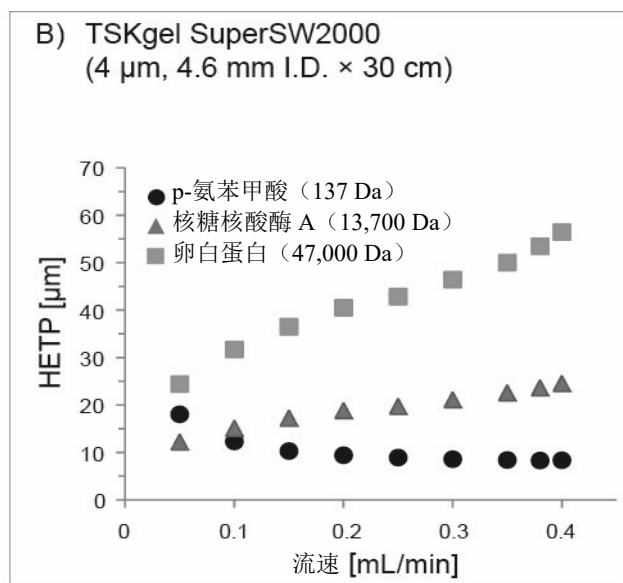 B) TSKgel SuperSW2000
(4 µm, 4.6 mm I.D. × 30 cm)
70
60
50
40
30
20
10
0
HETP [µm]
p-氨苯甲酸（137 Da）
核糖核酸酶 A（13,700 Da）
卵白蛋白（47,000 Da）
0
0.1
0.2
0.3
0.4
流速 [mL/min]